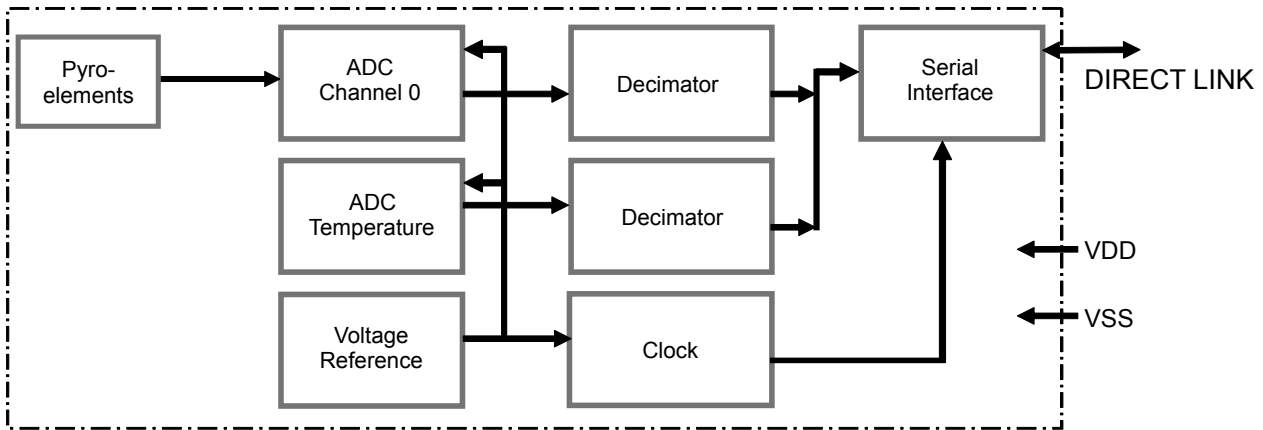 Pyro-
elements
ADC
Channel 0
Decimator
Serial
Interface
DIRECT LINK
ADC
Temperature
Decimator
VDD
VSS
Voltage
Reference
Clock